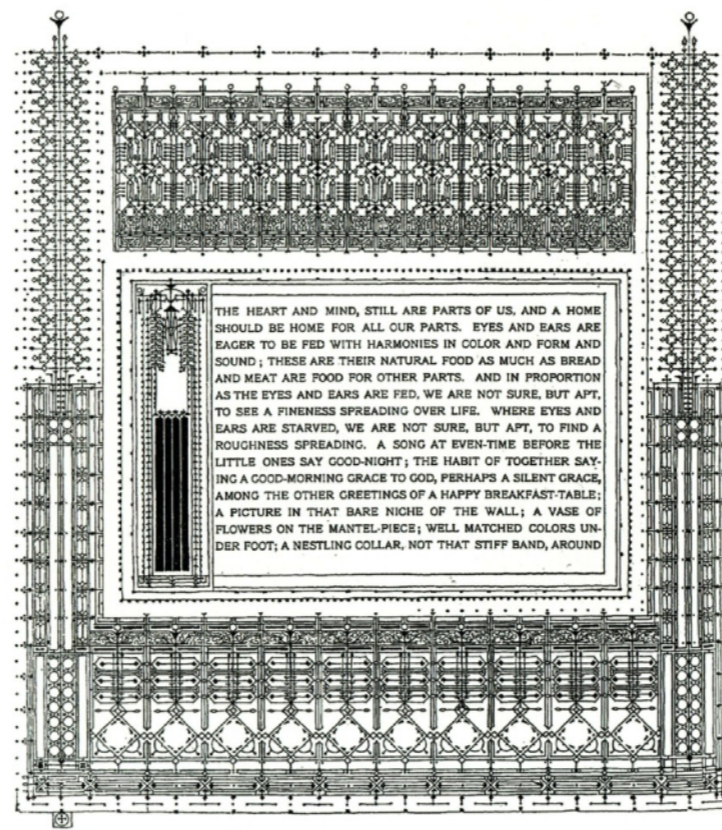 THE HEART AND MIND, STILL ARE PARTS OF US, AND A HOME
SHOULD BE HOME FOR ALL OUR PARTS. EYES AND EARS ARE
EAGER TO BE FED WITH HARMONIES IN COLOR AND FORM AND
SOUND; THESE ARE THEIR NATURAL FOOD AS MUCH AS BREAD
AND MEAT ARE FOOD FOR OTHER PARTS. AND IN PROPORTION
AS THE EYES AND EARS ARE FED, WE ARE NOT SURE, BUT APT,
TO SEE A FINENESS SPREADING OVER LIFE. WHERE EYES AND
EARS ARE STARVED, WE ARE NOT SURE, BUT APT, TO FIND A
ROUGHNESS SPREADING. A SONG AT EVEN-TIME BEFORE THE
LITTLE ONES SAY GOOD-NIGHT; THE HABIT OF TOGETHER SAY-
ING A GOOD-MORNING GRACE TO GOD, PERHAPS A SILENT GRACE,
AMONG THE OTHER GREETINGS OF A HAPPY BREAKFAST-TABLE;
A PICTURE IN THAT BARE NICHE OF THE WALL; A VASE OF
FLOWERS ON THE MANTEL-PIECE; WELL MATCHED COLORS UN-
DER FOOT; A NESTLING COLLAR, NOT THAT STIFF BAND, AROUND